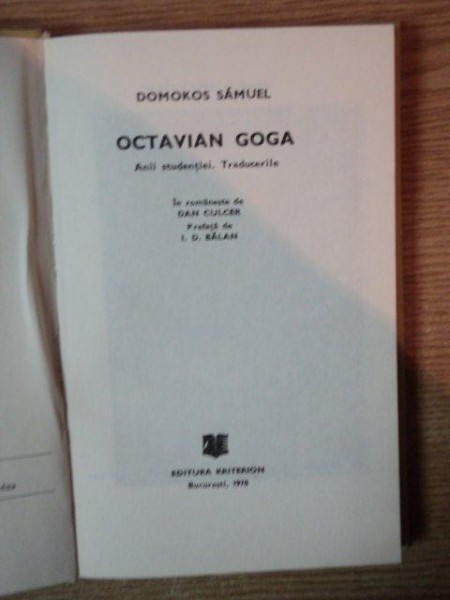 DOMOKOS SÁMUEL
OCTAVIAN GOGA
Anii studenției. Traducerile
În românește de
DAN CULCER
Prefață de
I. D. BĂLAN
EDITURA KRITERION
București, 1978